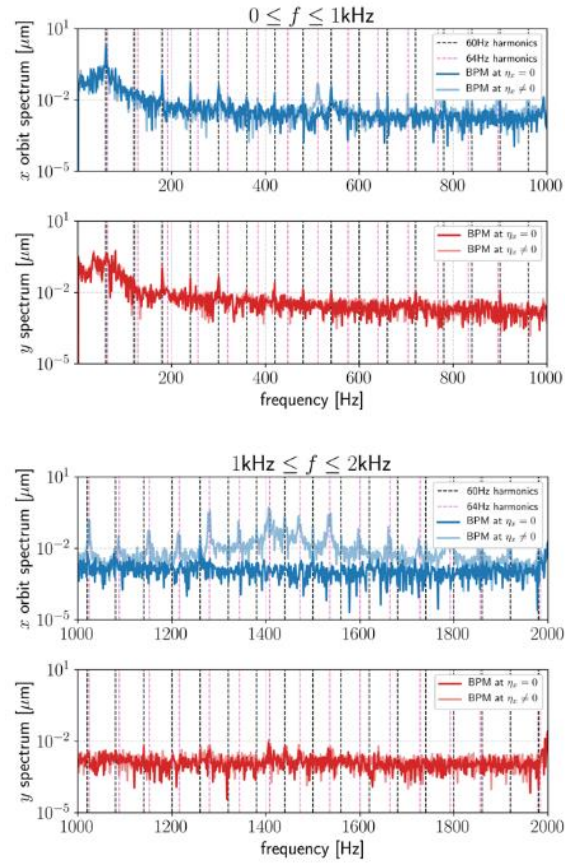 0 ≤ f ≤ 1kHz
x orbit spectrum [μm]
10¹
10⁻²
10⁻⁵
60Hz harmonics
64Hz harmonics
BPM at ηₓ = 0
BPM at ηₓ ≠ 0
200 400 600 800 1000
y spectrum [μm]
10¹
10⁻²
10⁻⁵
BPM at ηₓ = 0
BPM at ηₓ ≠ 0
200 400 600 800 1000
frequency [Hz]
1kHz ≤ f ≤ 2kHz
x orbit spectrum [μm]
10¹
10⁻²
10⁻⁵
60Hz harmonics
64Hz harmonics
BPM at ηₓ = 0
BPM at ηₓ ≠ 0
1000 1200 1400 1600 1800 2000
y spectrum [μm]
10¹
10⁻²
10⁻⁵
BPM at ηₓ = 0
BPM at ηₓ ≠ 0
1000 1200 1400 1600 1800 2000
frequency [Hz]